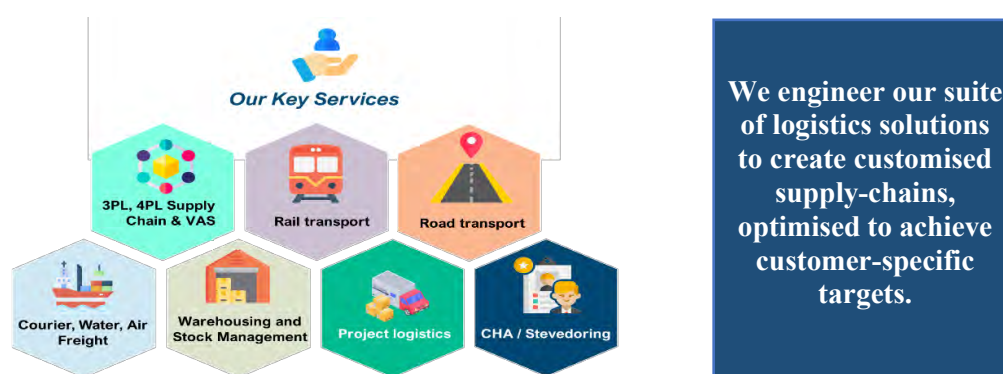 Our Key Services
3PL, 4PL Supply
Chain & VAS
Rail transport
Road transport
Courier, Water, Air
Freight
Warehousing and
Stock Management
Project logistics
CHA / Stevedoring
We engineer our suite
of logistics solutions
to create customised
supply-chains,
optimised to achieve
customer-specific
targets.